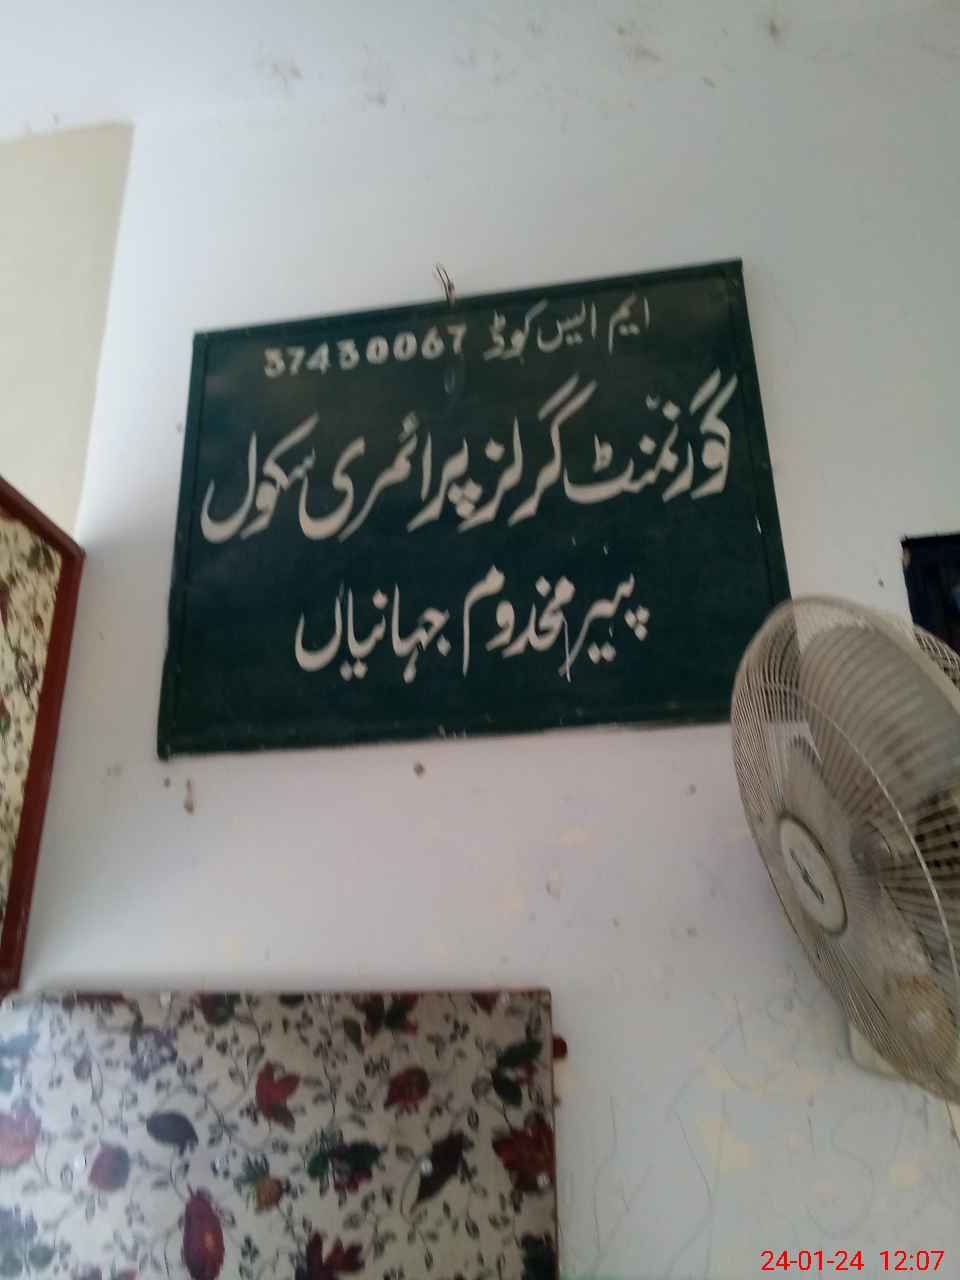 ایم ایس کوڈ 37430067
گورنمنٹ گرلز پرائمری سکول
پیر مخدوم جہانیاں
24-01-24 12:07